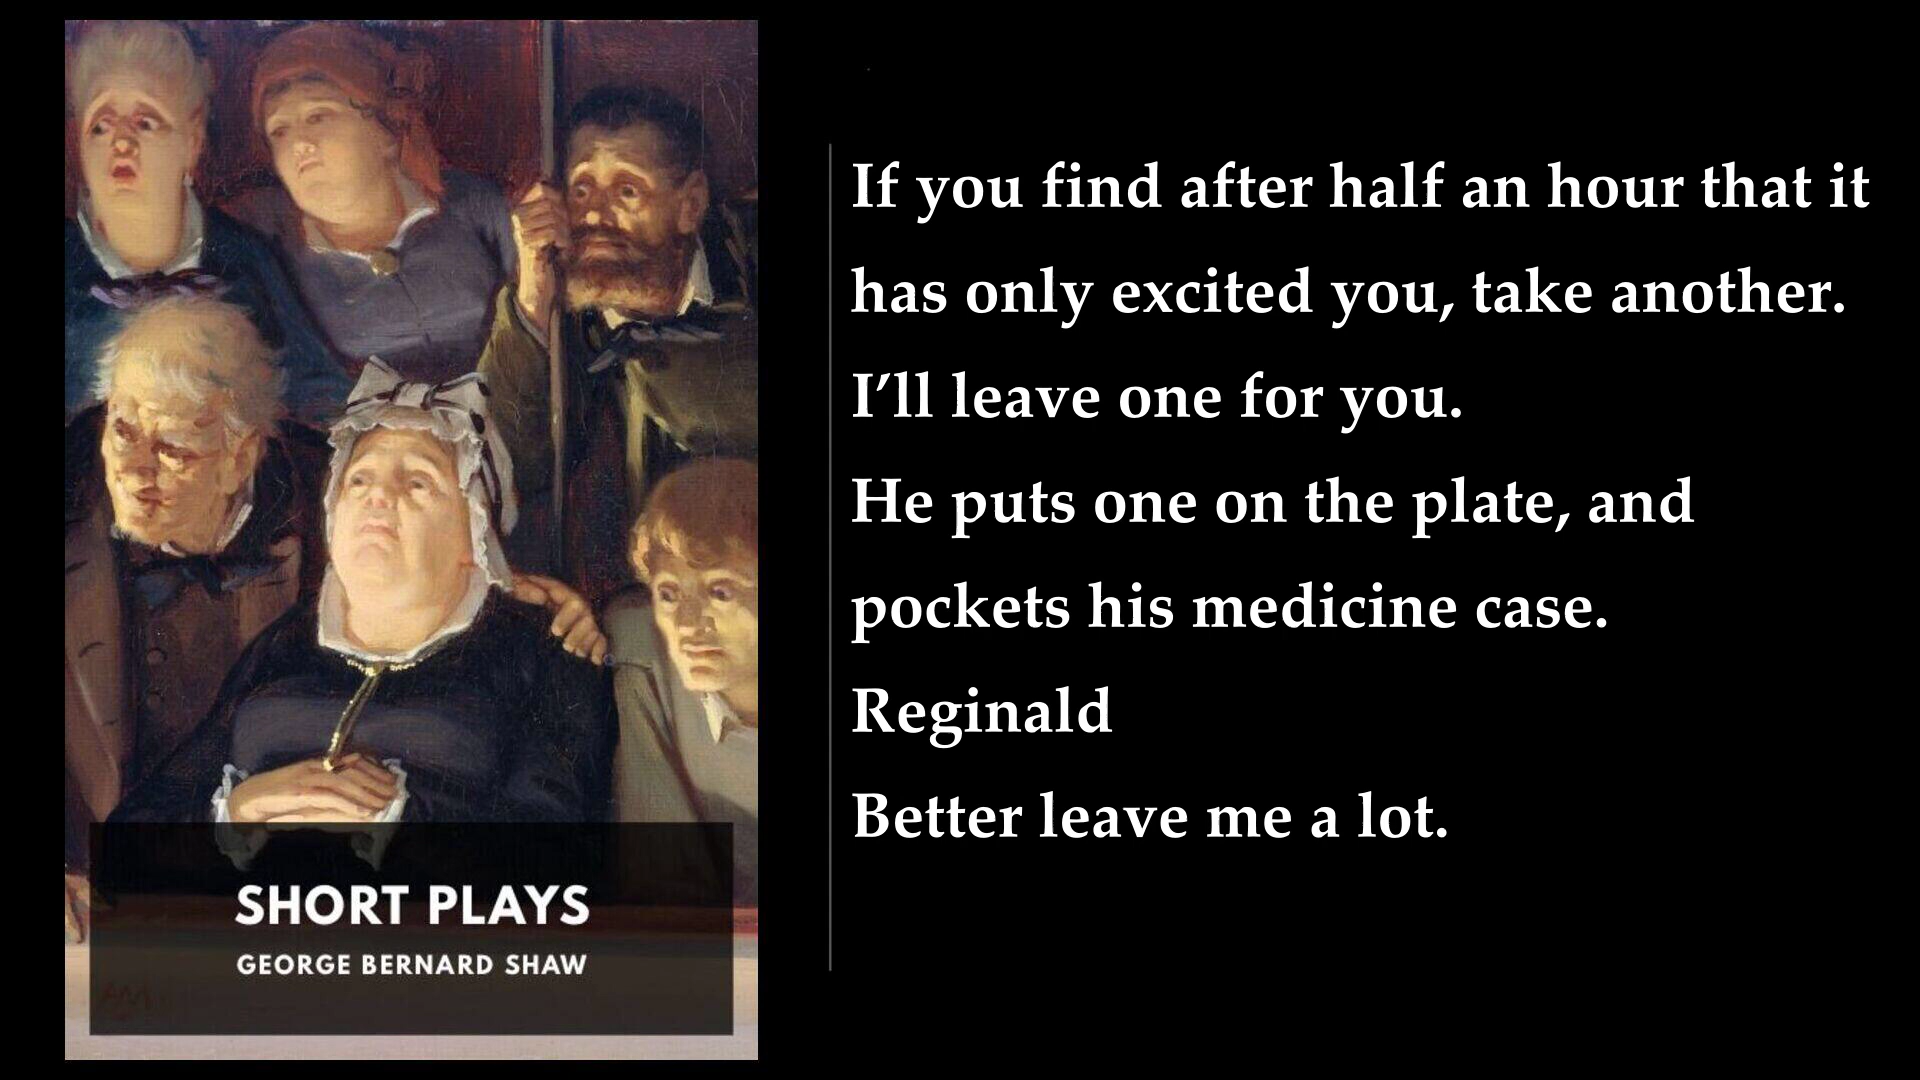 If you find after half an hour that it
has only excited you, take another.
I’ll leave one for you.
He puts one on the plate, and
pockets his medicine case.
Reginald
Better leave me a lot.
SHORT PLAYS
GEORGE BERNARD SHAW